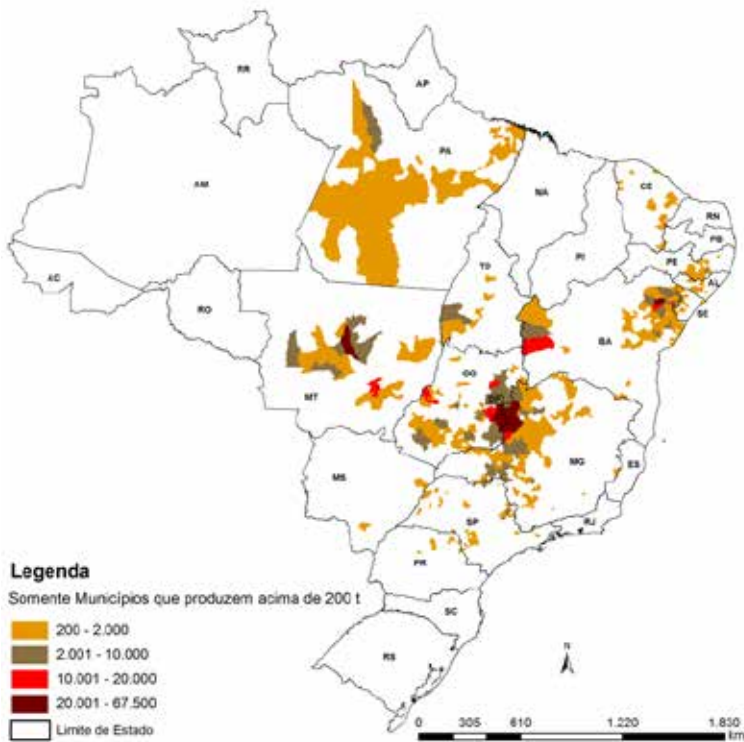 RR
AP
AM
PA
MA
CE
RN
PB
PE
AL
SE
PI
TO
AC
RO
BA
MT
GO
MG
ES
MS
SP
RJ
PR
SC
RS
Legenda
Somente Municípios que produzem acima de 200 t
200 - 2.000
2.001 - 10.000
10.001 - 20.000
20.001 - 67.500
Limite de Estado
N
0 305 610 1.220 1.830
km